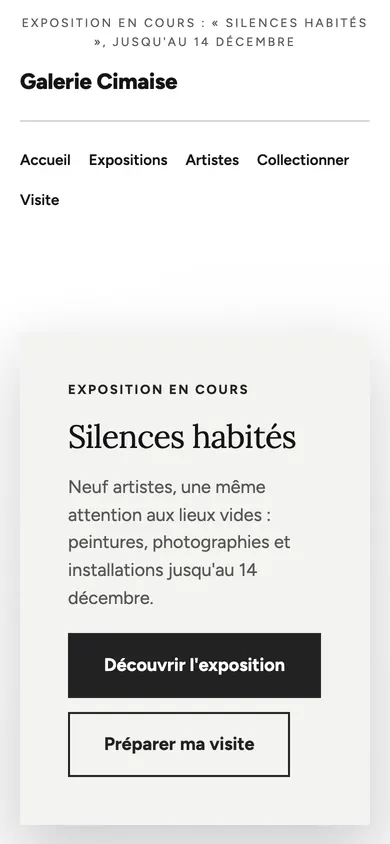 EXPOSITION EN COURS : « SILENCES HABITÉS
», JUSQU'AU 14 DÉCEMBRE
Galerie Cimaise
Accueil Expositions Artistes Collectionner
Visite
EXPOSITION EN COURS
Silences habités
Neuf artistes, une même
attention aux lieux vides :
peintures, photographies et
installations jusqu'au 14
décembre.
Découvrir l'exposition
Préparer ma visite